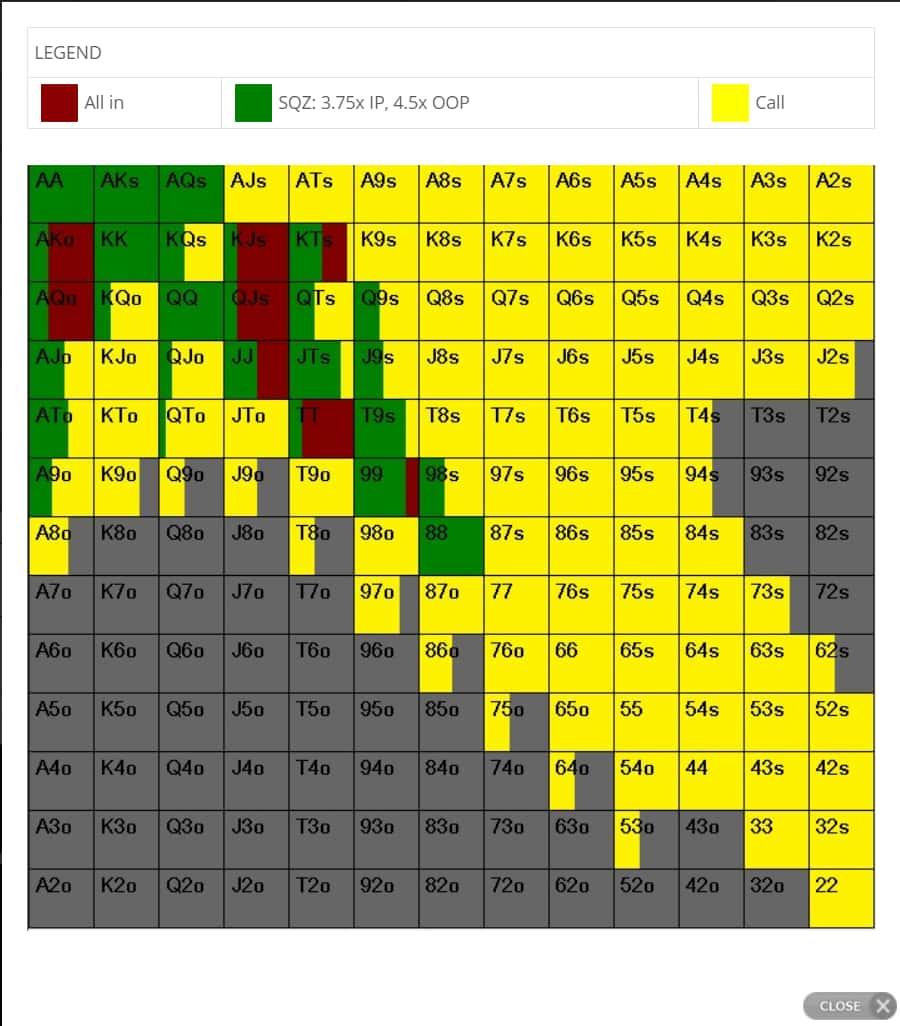 LEGEND
All in SQZ: 3.75x IP, 4.5x OOP Call
AA AKs AQs AJs ATs A9s A8s A7s A6s A5s A4s A3s A2s
AKo KK KQs KJs KTs K9s K8s K7s K6s K5s K4s K3s K2s
AQo KQo QQ QJs QTs Q9s Q8s Q7s Q6s Q5s Q4s Q3s Q2s
AJo KJo QJo JJ JTs J9s J8s J7s J6s J5s J4s J3s J2s
ATo KTo QTo JTo TT T9s T8s T7s T6s T5s T4s T3s T2s
A9o K9o Q9o J9o T9o 99 98s 97s 96s 95s 94s 93s 92s
A8o K8o Q8o J8o T8o 98o 88 87s 86s 85s 84s 83s 82s
A7o K7o Q7o J7o T7o 97o 87o 77 76s 75s 74s 73s 72s
A6o K6o Q6o J6o T6o 96o 86o 76o 66 65s 64s 63s 62s
A5o K5o Q5o J5o T5o 95o 85o 75o 65o 55 54s 53s 52s
A4o K4o Q4o J4o T4o 94o 84o 74o 64o 54o 44 43s 42s
A3o K3o Q3o J3o T3o 93o 83o 73o 63o 53o 43o 33 32s
A2o K2o Q2o J2o T2o 92o 82o 72o 62o 52o 42o 32o 22
CLOSE